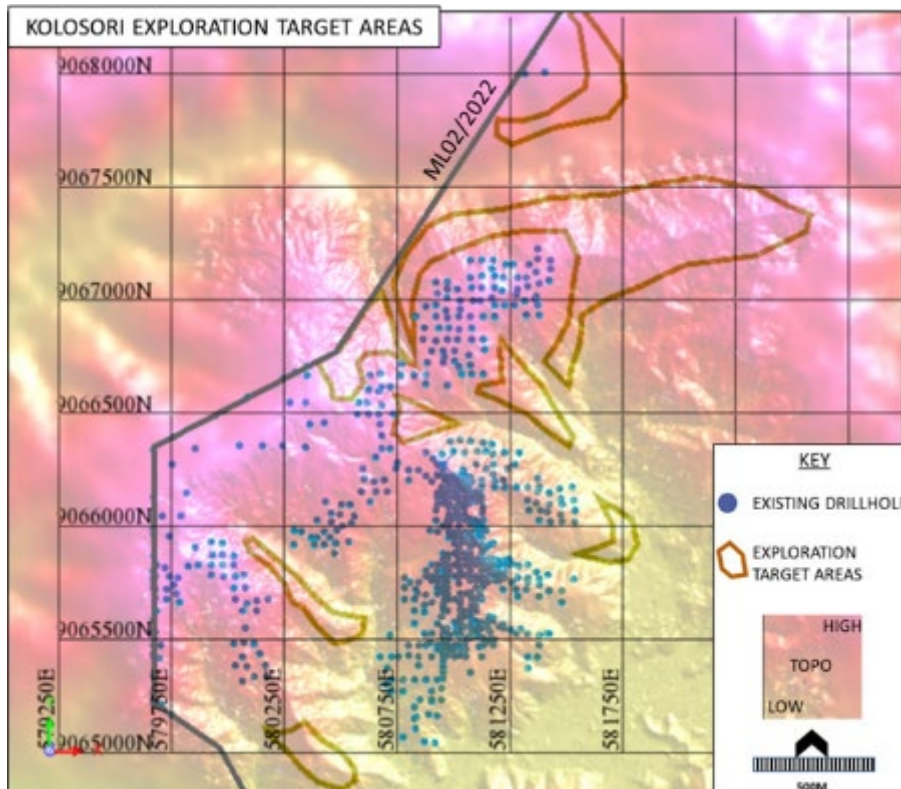 KOLOSORI EXPLORATION TARGET AREAS
9068000N
ML02/2022
9067500N
9067000N
9066500N
9066000N
9065500N
9065000N
579250E
579750E
580250E
580750E
581250E
581750E
KEY
EXISTING DRILLHOL
EXPLORATION
TARGET AREAS
HIGH
TOPO
LOW
500M